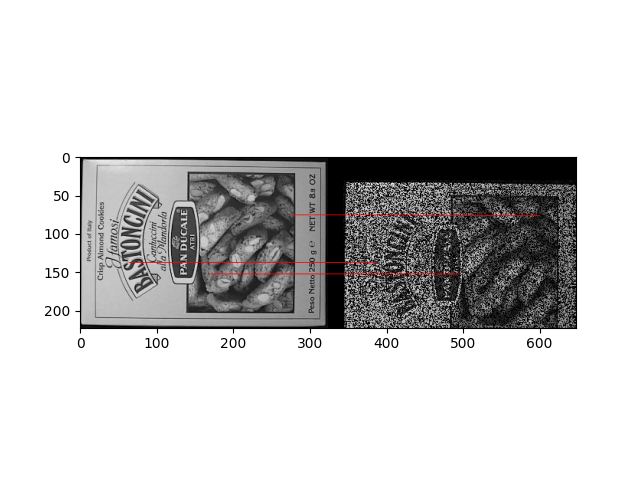 Product of Italy
Crisp Almond Cookies
Famosi
BASTONCINI
Cantuccini
alla Mandorla
PAN DUCALE
ATRI
Peso Netto 250 g e NET WT 8.8 OZ
0
50
100
150
200
0 100 200 300 400 500 600